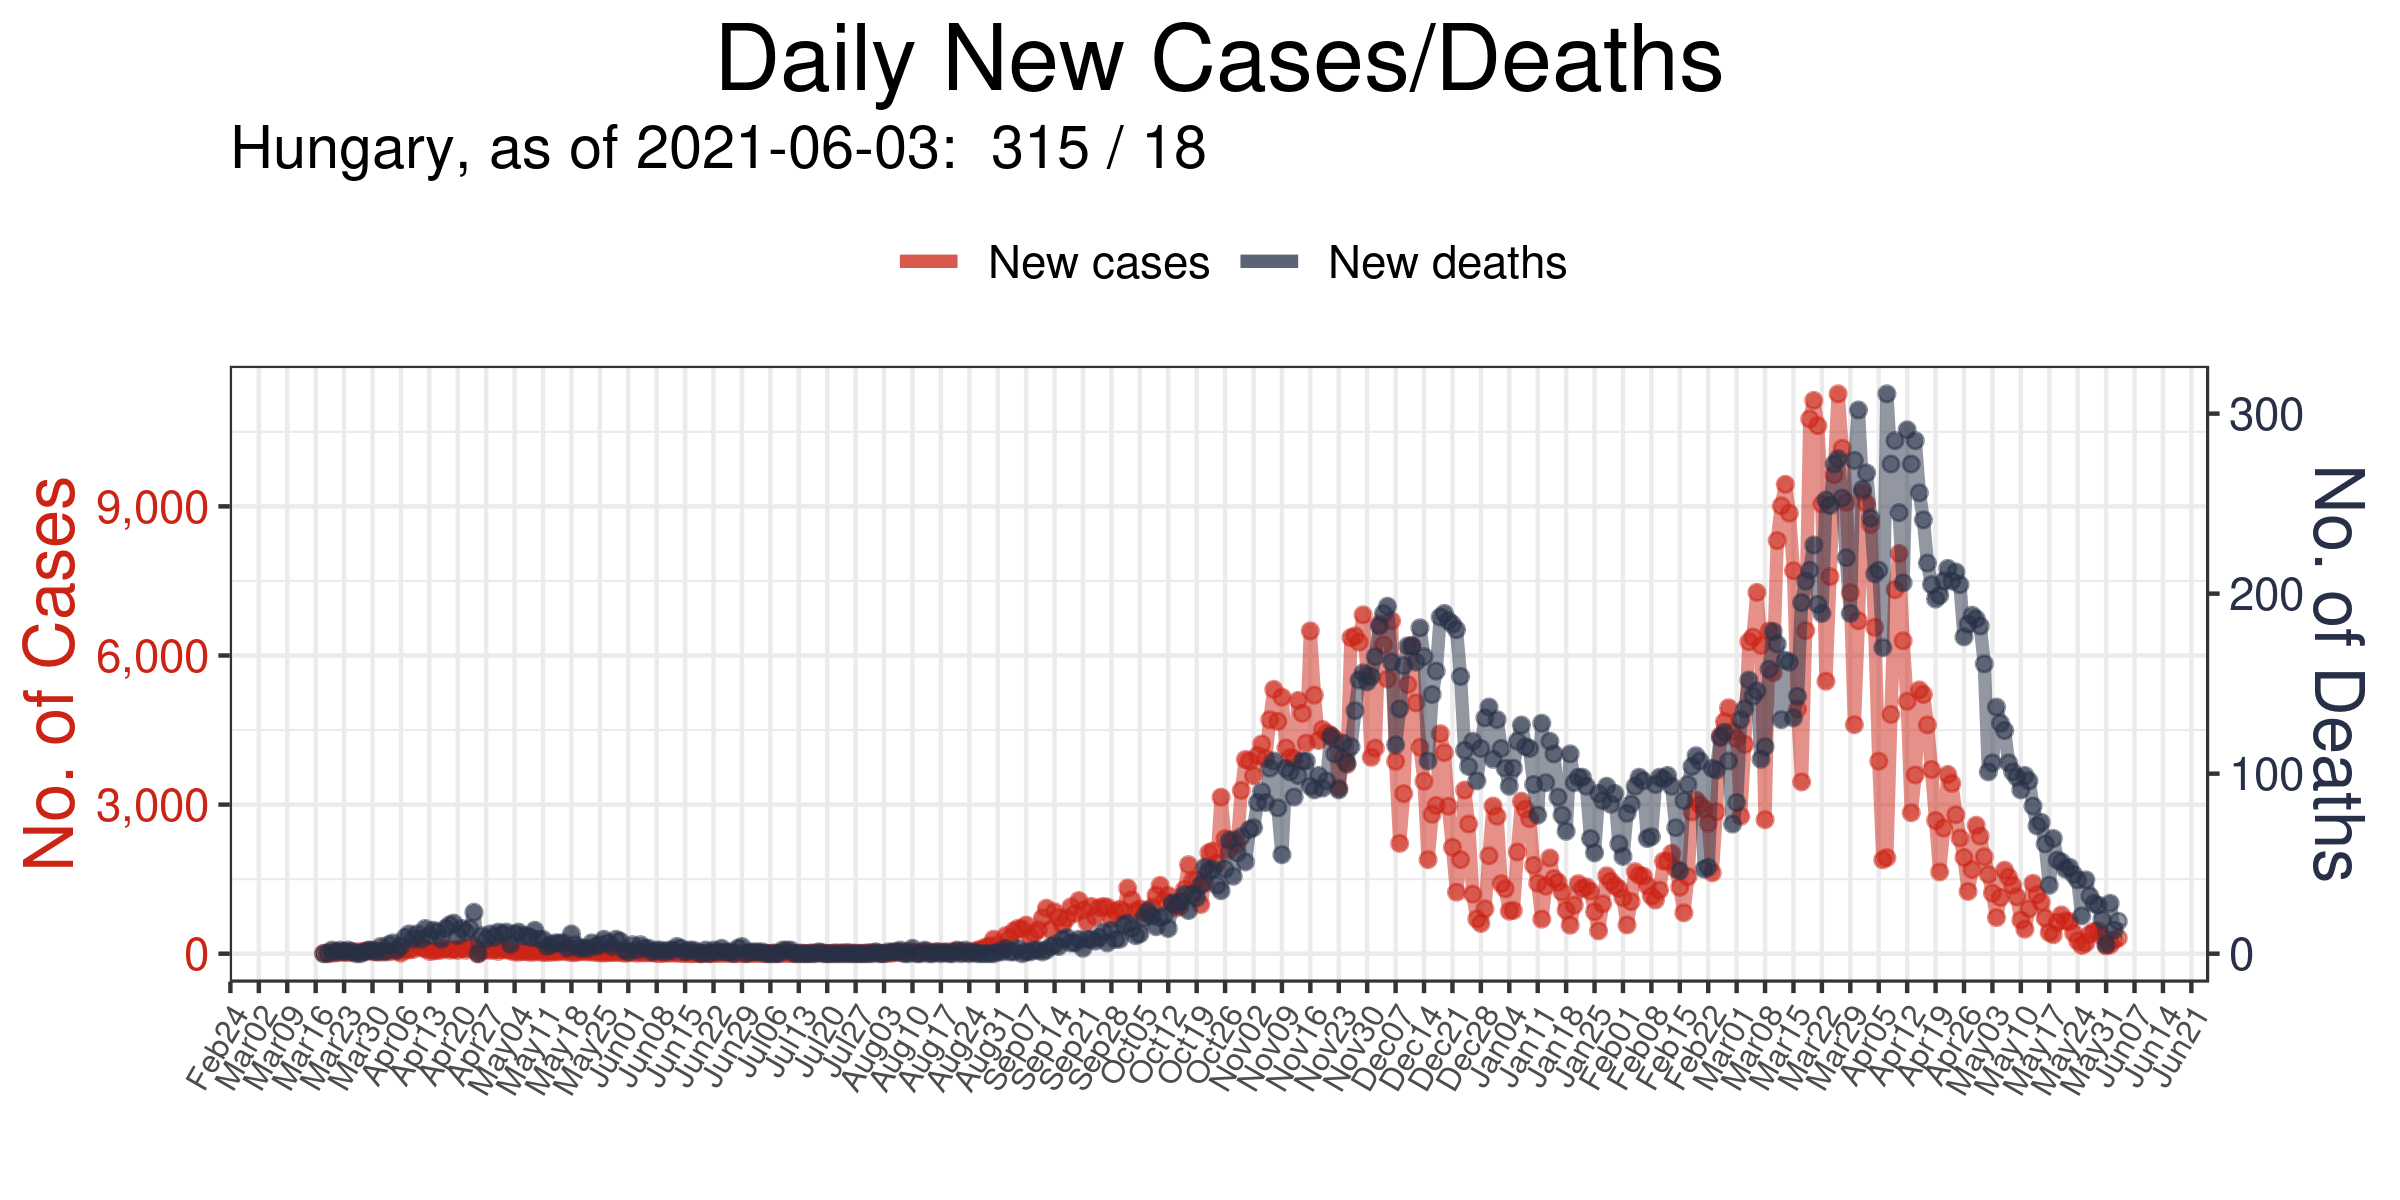 Daily New Cases/Deaths
Hungary, as of 2021-06-03:  315 / 18
New cases
New deaths
No. of Cases
9,000
6,000
3,000
0
300
200
100
0
No. of Deaths
Feb24
Mar02
Mar09
Mar16
Mar23
Mar30
Apr06
Apr13
Apr20
Apr27
May04
May11
May18
May25
Jun01
Jun08
Jun15
Jun22
Jun29
Jul06
Jul13
Jul20
Jul27
Aug03
Aug10
Aug17
Aug24
Aug31
Sep07
Sep14
Sep21
Sep28
Oct05
Oct12
Oct19
Oct26
Nov02
Nov09
Nov16
Nov23
Nov30
Dec07
Dec14
Dec21
Dec28
Jan04
Jan11
Jan18
Jan25
Feb01
Feb08
Feb15
Feb22
Mar01
Mar08
Mar15
Mar22
Mar29
Apr05
Apr12
Apr19
Apr26
May03
May10
May17
May24
May31
Jun07
Jun14
Jun21